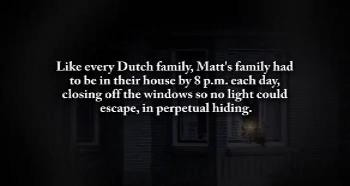 Like every Dutch family, Matt's family had
to be in their house by 8 p.m. each day,
closing off the windows so no light could
escape, in perpetual hiding.